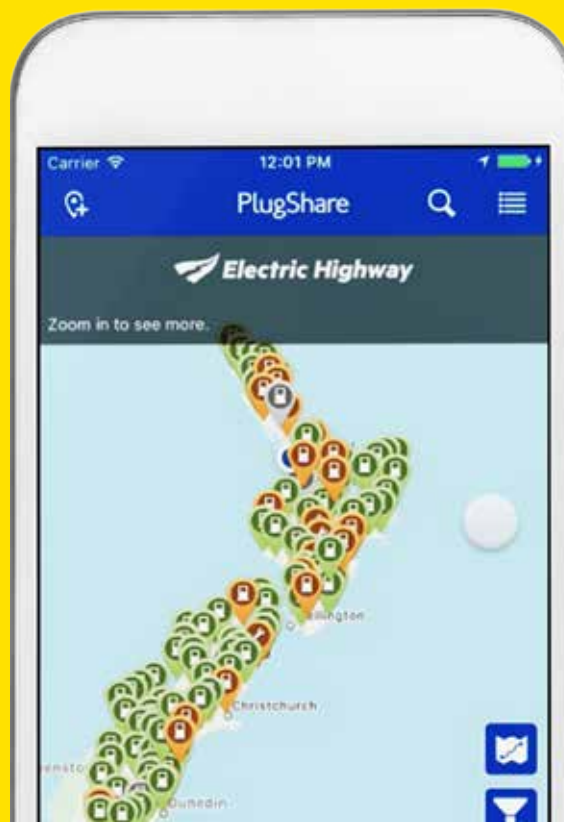 Carrier 12:01 PM
PlugShare
Electric Highway
Zoom in to see more.
Christchurch
Dunedin